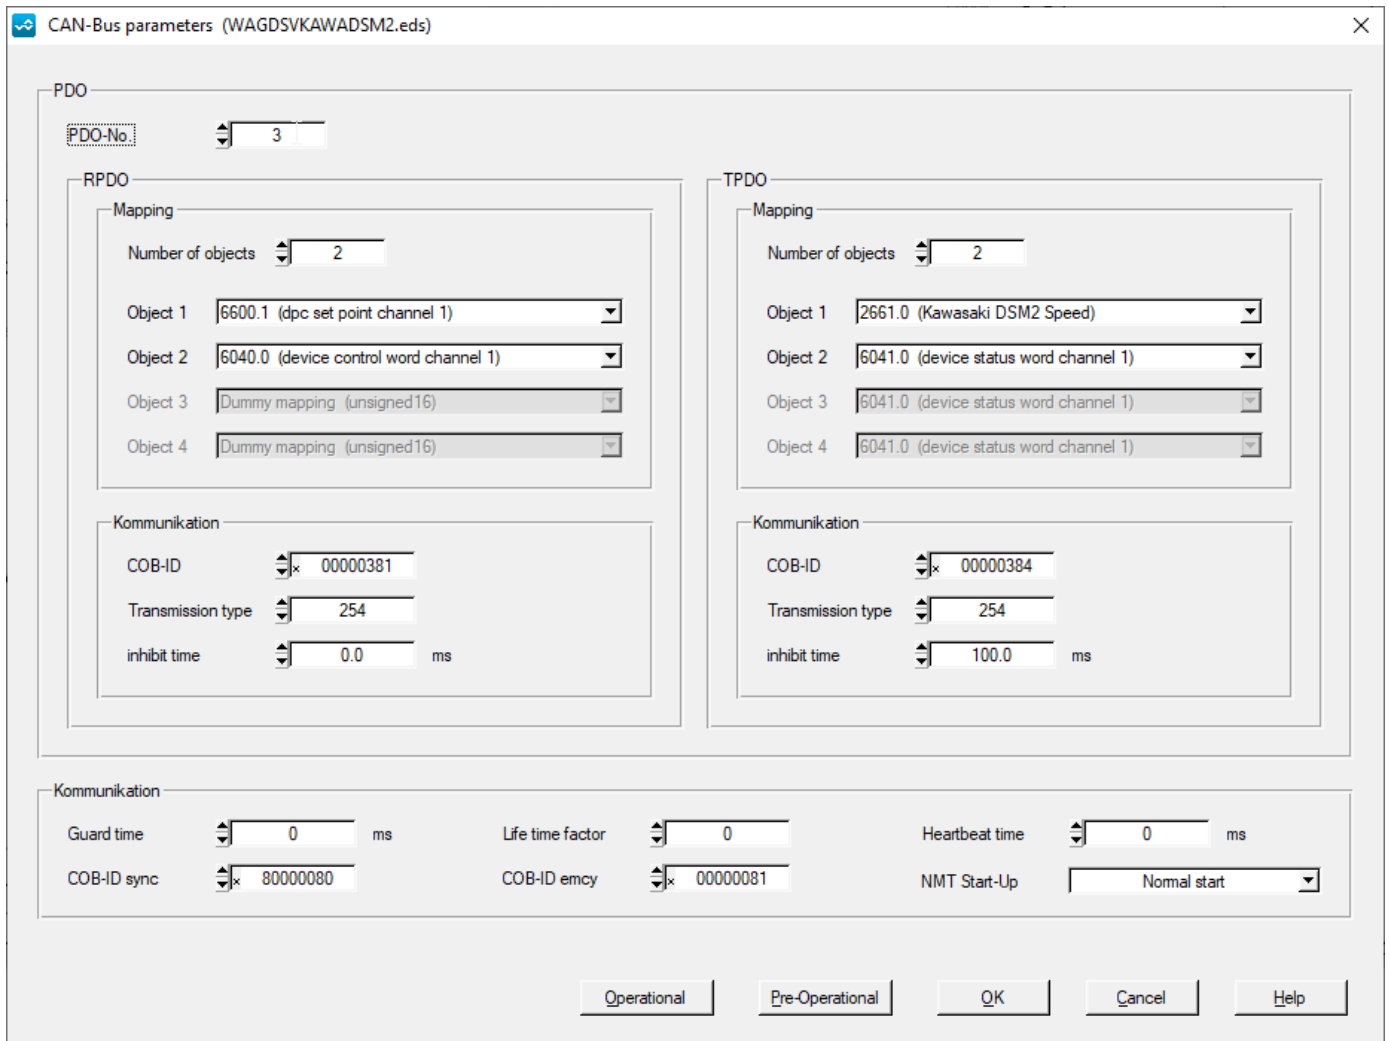 CAN-Bus parameters  (WAGDSVKAWADSM2.eds)
PDO
PDO-No. 3
RPDO
Mapping
Number of objects 2
Object 1 6600.1  (dpc set point channel 1)
Object 2 6040.0  (device control word channel 1)
Object 3 Dummy mapping  (unsigned16)
Object 4 Dummy mapping  (unsigned16)
Kommunikation
COB-ID x 00000381
Transmission type 254
inhibit time 0.0 ms
TPDO
Mapping
Number of objects 2
Object 1 2661.0  (Kawasaki DSM2 Speed)
Object 2 6041.0  (device status word channel 1)
Object 3 6041.0  (device status word channel 1)
Object 4 6041.0  (device status word channel 1)
Kommunikation
COB-ID x 00000384
Transmission type 254
inhibit time 100.0 ms
Kommunikation
Guard time 0 ms Life time factor 0 Heartbeat time 0 ms
COB-ID sync x 80000080 COB-ID emcy x 00000081 NMT Start-Up Normal start
Operational Pre-Operational OK Cancel Help